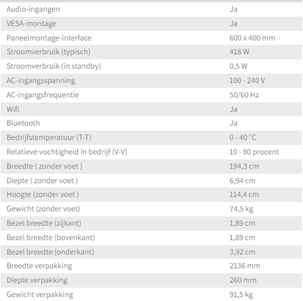 Audio-ingangen Ja
VESA-montage Ja
Paneelmontage-interface 600 x 400 mm
Stroomverbruik (typisch) 418 W
Stroomverbruik (in standby) 0,5 W
AC-ingangsspanning 100 - 240 V
AC-ingangsfrequentie 50/60 Hz
Wifi Ja
Bluetooth Ja
Bedrijfstemperatuur (T-T) 0 - 40 °C
Relatieve vochtigheid in bedrijf (V-V) 10 - 80 procent
Breedte ( zonder voet ) 194,3 cm
Diepte ( zonder voet ) 6,94 cm
Hoogte (zonder voet ) 114,4 cm
Gewicht (zonder voet) 74,5 kg
Bezel breedte (zijkant) 1,89 cm
Bezel breedte (bovenkant) 1,89 cm
Bezel breedte (onderkant) 3,92 cm
Breedte verpakking 2136 mm
Diepte verpakking 260 mm
Gewicht verpakking 91,5 kg